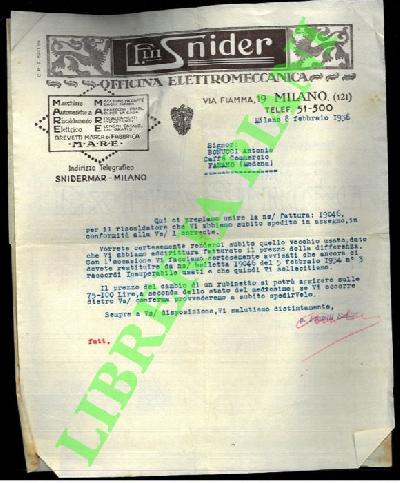 F.lli Snider
OFFICINA ELETTROMECCANICA
VIA FIAMMA, 19 MILANO. (121)
TELEF. 51-500
Milano 8 febbraio 1936
Macchine M
Automatiche A
Riscaldamento R
Elettrico E
BREVETTI MARCA DI FABBRICA
M·A·R·E·
Indirizzo Telegrafico
SNIDERMAR - MILANO
Signor
BONUCCI Antonio
Caffè Commercio
FANANO (Modena)
Qui ci pregiamo unire la ns/ fattura: 19046,
per il riscaldatore che Vi abbiamo subito spedito in assegno, in
conformità alla Vs/ 1 corrente.
Vorrete cortesemente renderci subito quello vecchio usato, dato
che Vi abbiamo addirittura fatturato il prezzo della differenza.
Con l'occasione Vi facciamo cortesemente avvisati che ancora ci
dovete restituire da ns/ bolletta 19046 del 5 febbraio 1934 n. 3
raccordi usati e che quindi Vi sollecitiamo.
Il prezzo del cambio di un rubinetto si potrà aggirare sulle
75-100 Lire, a seconda dello stato del medesimo; se Vi occorre
dietro Vs/ conferma provvederemo a subito spedirVelo.
Sempre a Vs/ disposizione, Vi salutiamo distintamente,
fatt.
LIBRERIA